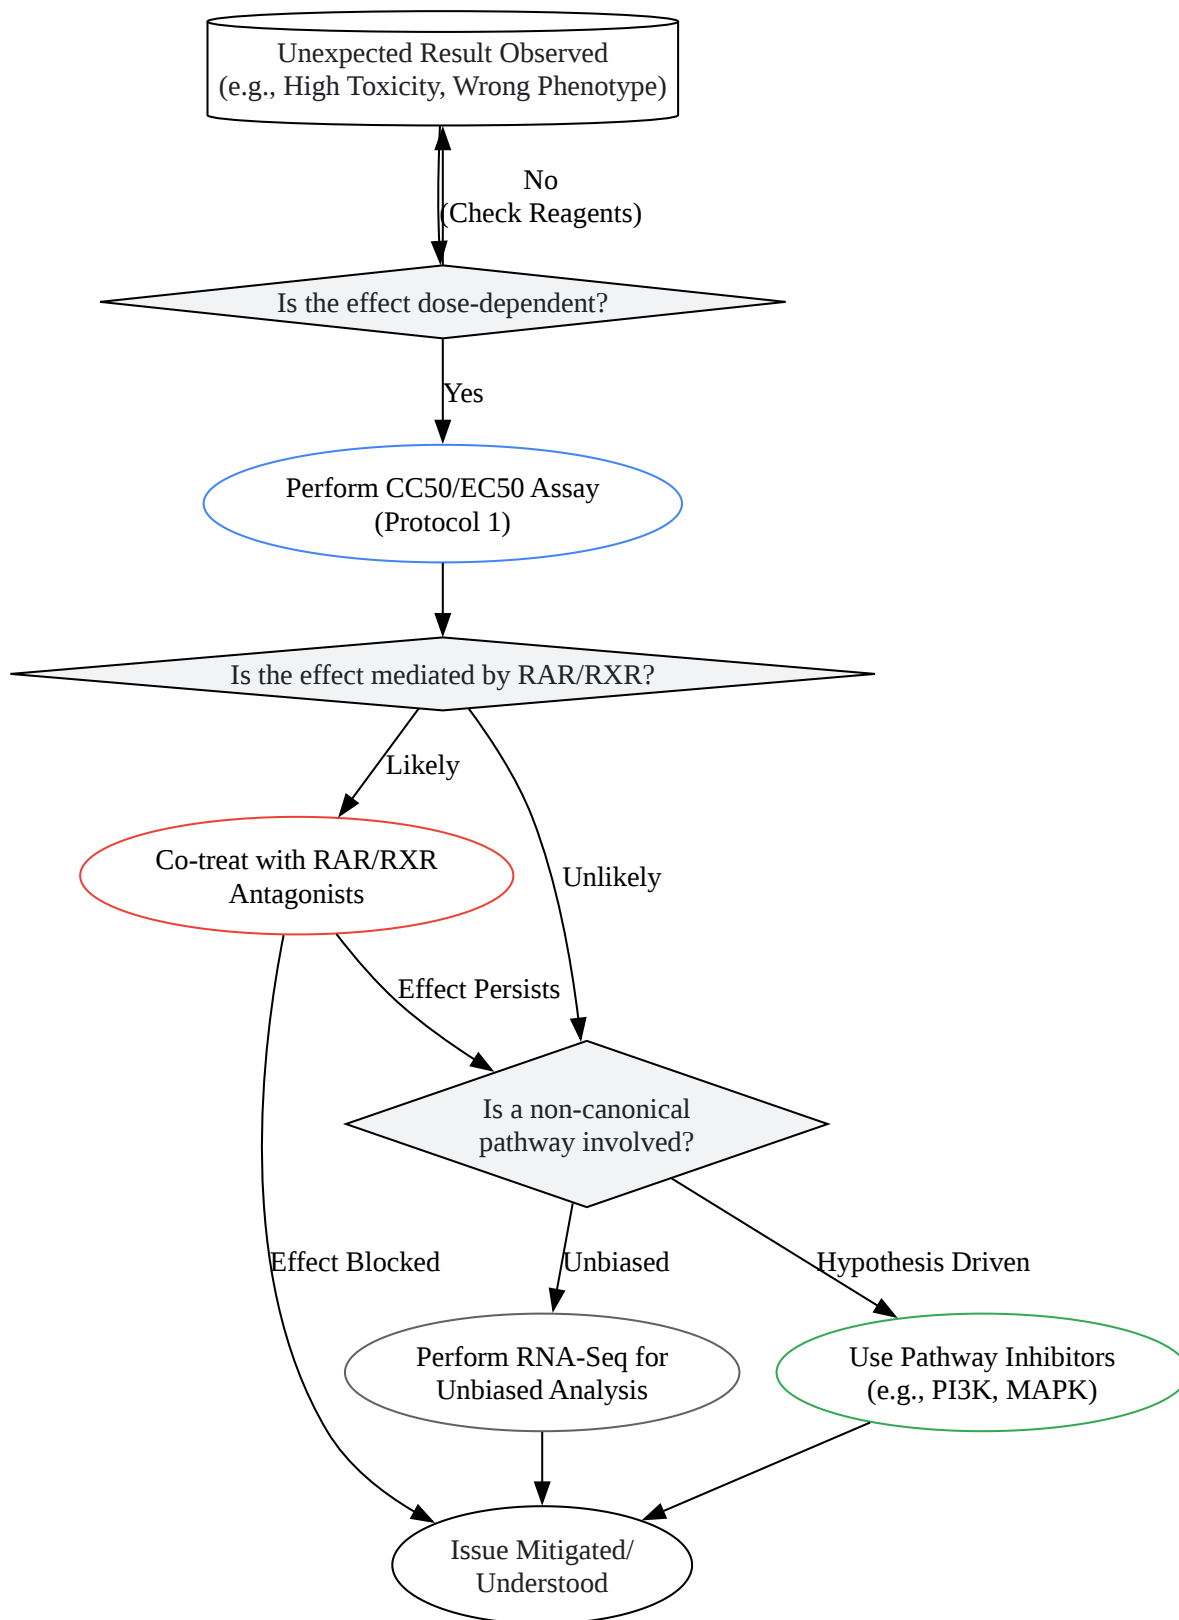 Unexpected Result Observed
(e.g., High Toxicity, Wrong Phenotype)
No
(Check Reagents)
Is the effect dose-dependent?
Yes
Perform CC50/EC50 Assay
(Protocol 1)
Is the effect mediated by RAR/RXR?
Likely
Co-treat with RAR/RXR
Antagonists
Unlikely
Effect Persists
Is a non-canonical
pathway involved?
Effect Blocked
Unbiased
Hypothesis Driven
Perform RNA-Seq for
Unbiased Analysis
Use Pathway Inhibitors
(e.g., PI3K, MAPK)
Issue Mitigated/
Understood